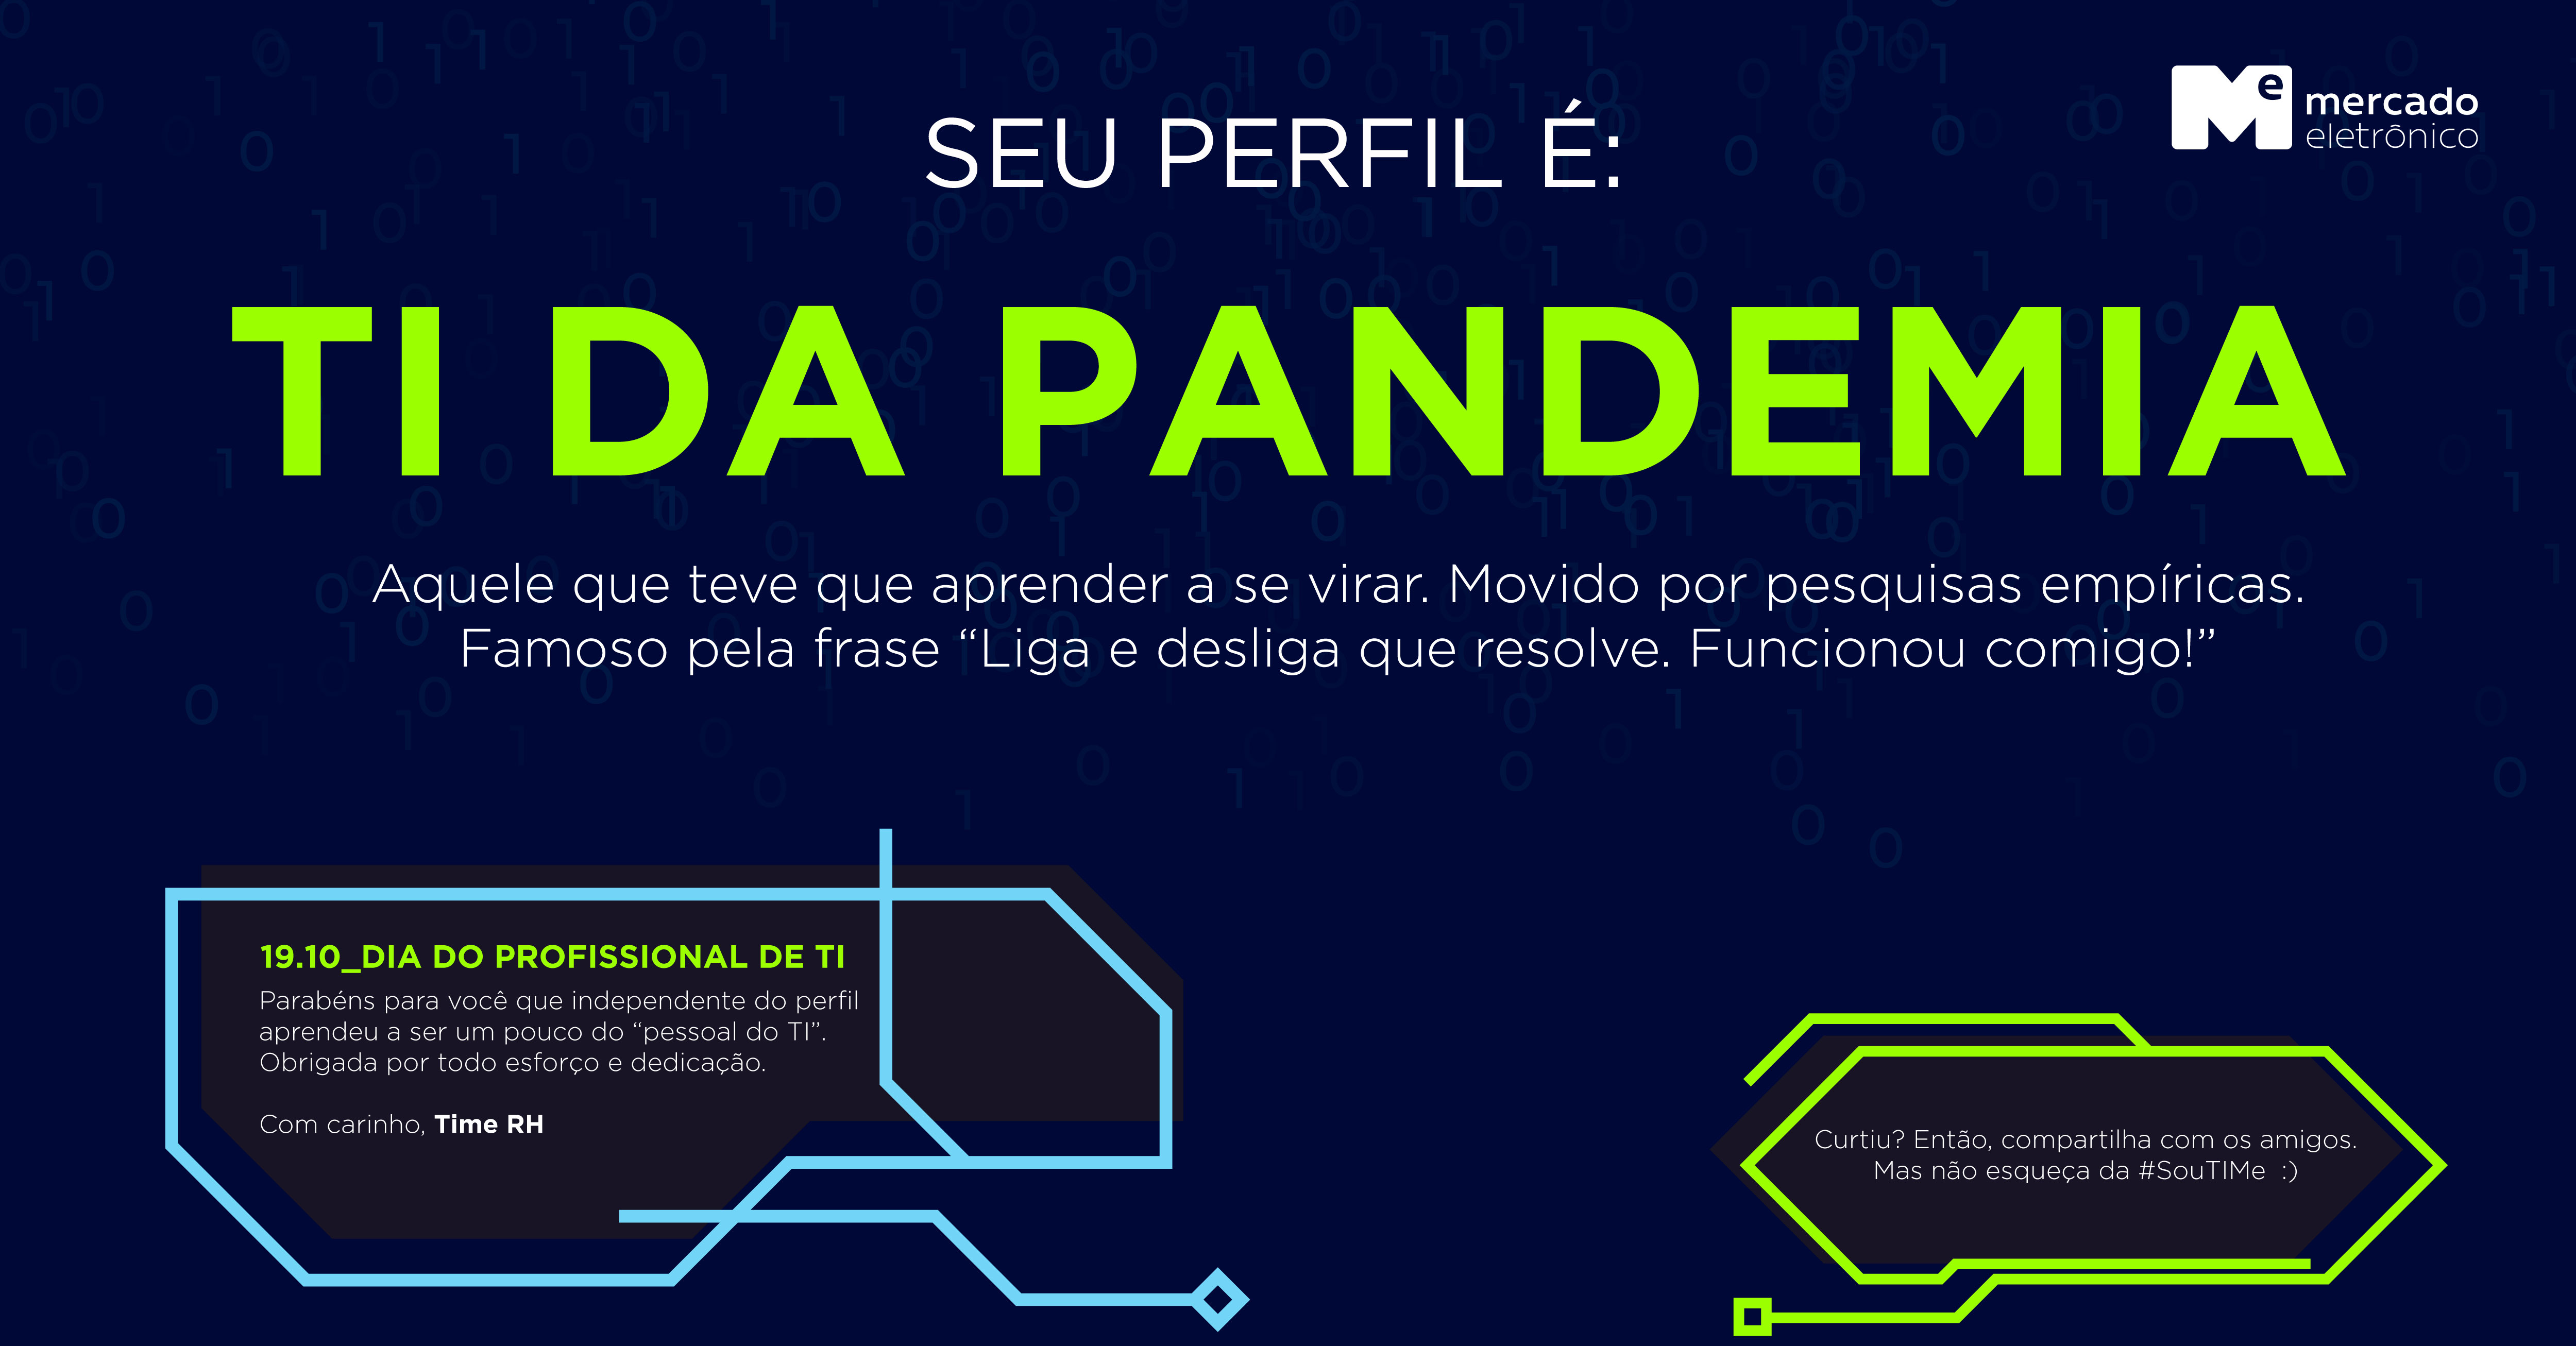 SEU PERFIL É:
Me mercado
eletrônico
TI DA PANDEMIA
Aquele que teve que aprender a se virar. Movido por pesquisas empíricas.
Famoso pela frase “Liga e desliga que resolve. Funcionou comigo!”
19.10_DIA DO PROFISSIONAL DE TI
Parabéns para você que independente do perfil
aprendeu a ser um pouco do “pessoal do TI”.
Obrigada por todo esforço e dedicação.
Com carinho, Time RH
Curtiu? Então, compartilha com os amigos.
Mas não esqueça da #SouTIMe :)